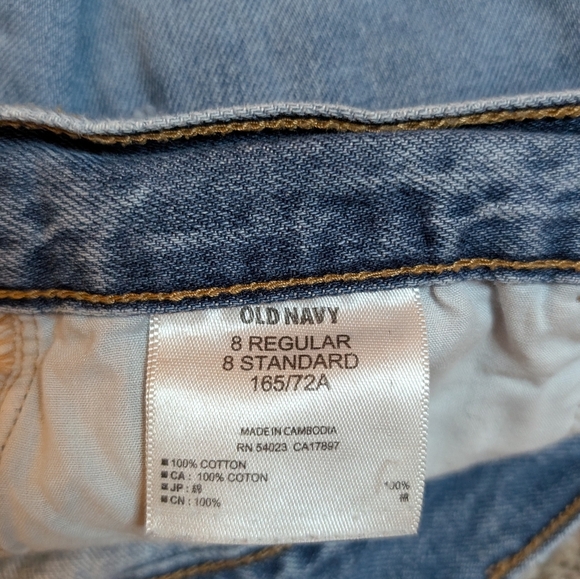 OLD NAVY
8 REGULAR
8 STANDARD
165/72A
MADE IN CAMBODIA
RN 54023 CA17897
100% COTTON
CA : 100% COTON
JP : 綿 100%
CN : 100% 棉